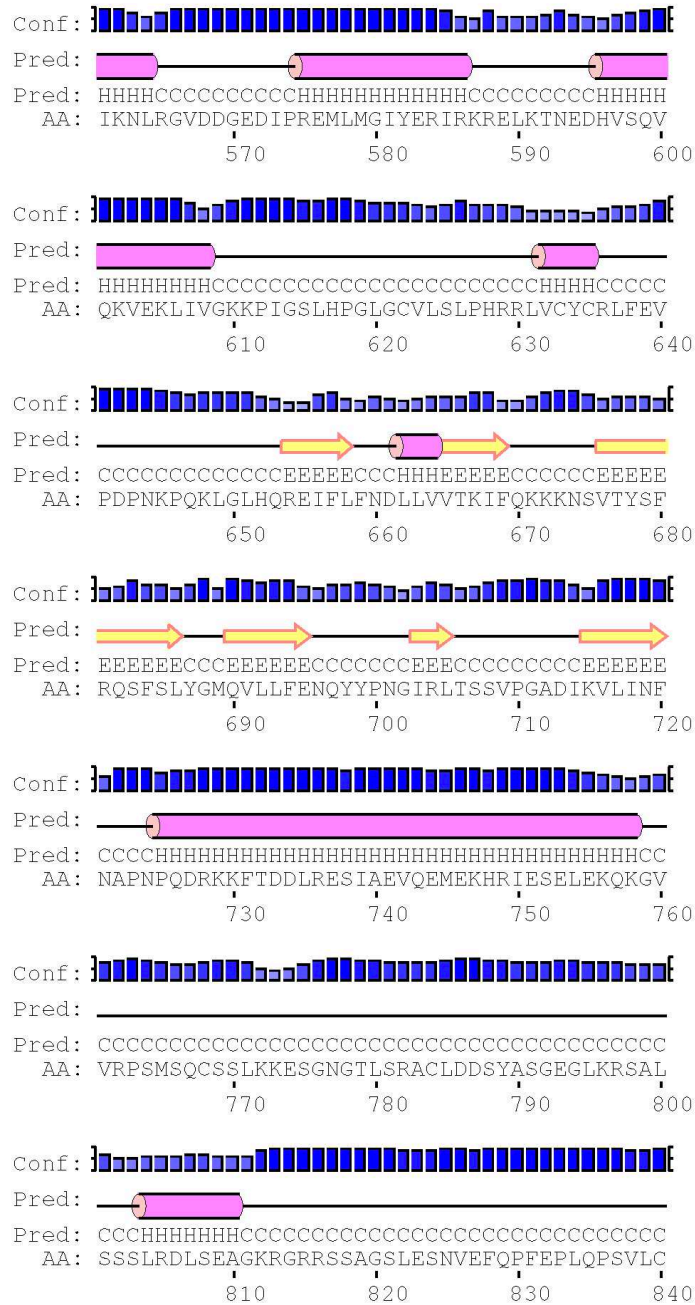 Conf:
Pred:
Pred: HHHHCCCCCCCCCCHHHHHHHHHHHHCCCCCCCCCHHHHH
AA: IKNLRGVDDGEDIPREMLMGIYERIRKRELKTNEDHVSQV
570 580 590 600
Conf:
Pred:
Pred: HHHHHHHHCCCCCCCCCCCCCCCCCCCCCCCHHHHCCCCC
AA: QKVEKLIVGKKPIGSLHPGLGCVLSLPHRRLVCYCRLFEV
610 620 630 640
Conf:
Pred:
Pred: CCCCCCCCCCCCCEEEEECCCHHHEEEEECCCCCCEEEEE
AA: PDPNKPQKLGLHQREIFLFNDLLVVTKIFQKKKNSVTYSF
650 660 670 680
Conf:
Pred:
Pred: EEEEEECCCEEEEEECCCCCCCEEECCCCCCCCCEEEEEE
AA: RQSFSLYGMQVLLFENQYYPNGIRLTSSVPGADIKVLINF
690 700 710 720
Conf:
Pred:
Pred: CCCCHHHHHHHHHHHHHHHHHHHHHHHHHHHHHHHHHHCC
AA: NAPNPQDRKKFTDDLRESIAEVQEMEKHRIESELEKQKGV
730 740 750 760
Conf:
Pred:
Pred: CCCCCCCCCCCCCCCCCCCCCCCCCCCCCCCCCCCCCCCC
AA: VRPSMSQCSSLKKESGNGTLSRACLDDSYASGEGLKRSAL
770 780 790 800
Conf:
Pred:
Pred: CCCHHHHHHHCCCCCCCCCCCCCCCCCCCCCCCCCCCCCC
AA: SSSLRDLSEAGKRGRRSSAGSLESNVEFQPFEPLQPSVLC
810 820 830 840